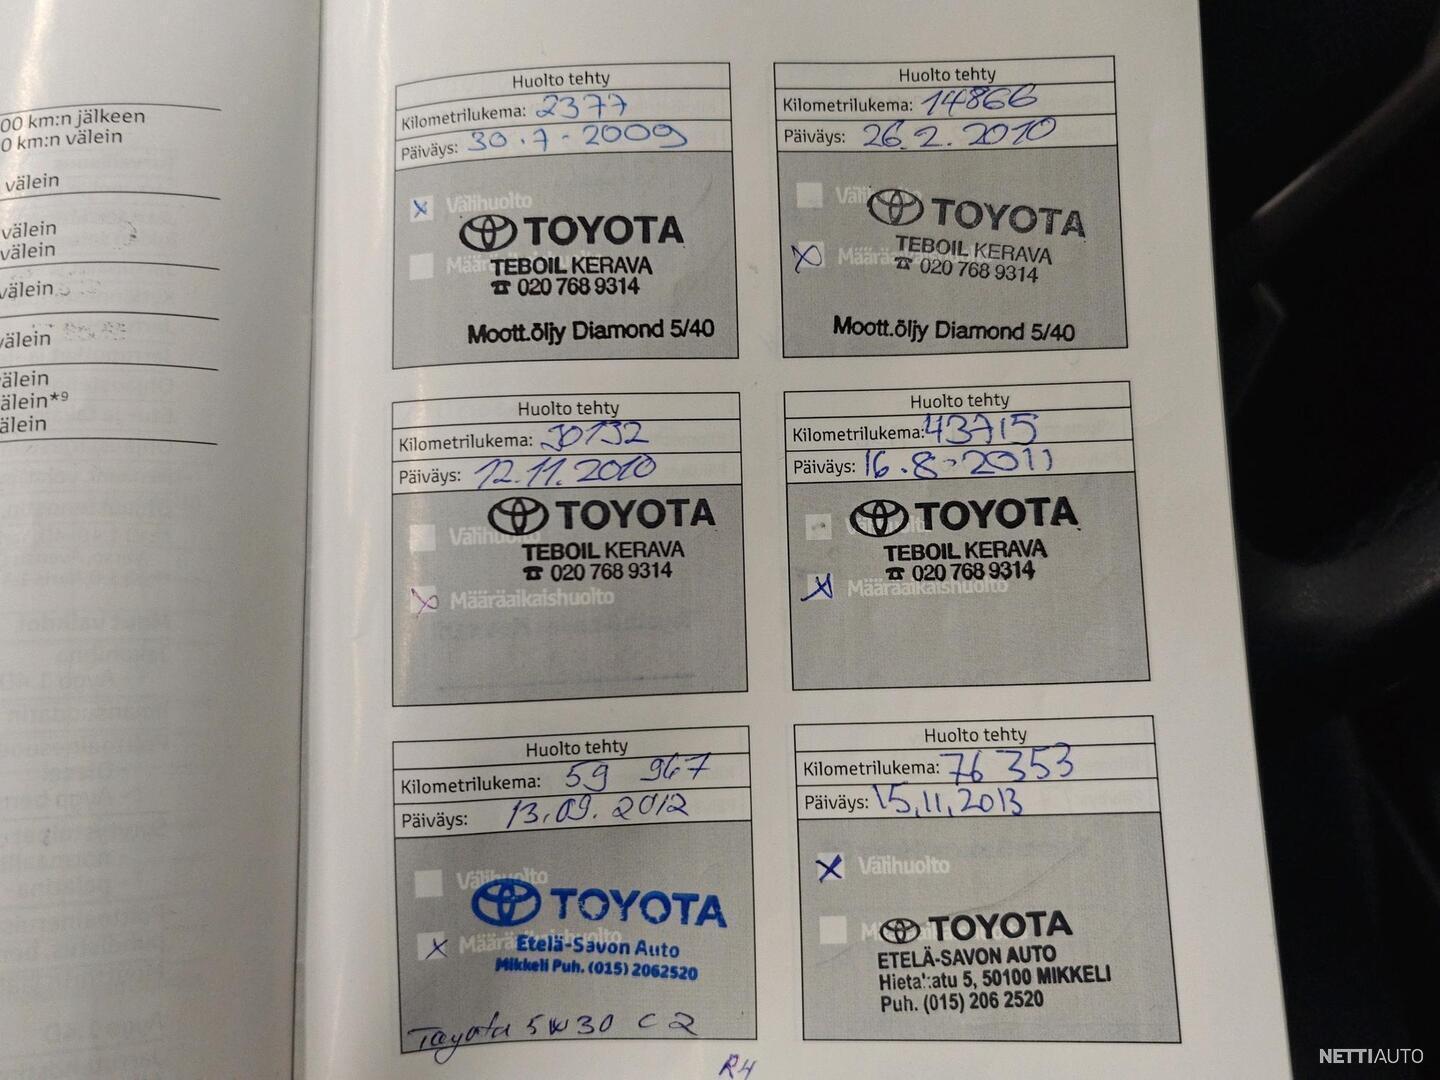 00 km:n jälkeen
0 km:n välein
välein
välein
välein
välein
välein
älein
älein*9
älein
Huolto tehty
Kilometrilukema: 2377
Päiväys: 30.7-2009
Välihuolto
TOYOTA
TEBOIL KERAVA
☎ 020 768 9314
Moott.öljy Diamond 5/40
Huolto tehty
Kilometrilukema: 14866
Päiväys: 26.2.2010
TOYOTA
TEBOIL KERAVA
☎ 020 768 9314
Moott.öljy Diamond 5/40
Huolto tehty
Kilometrilukema: 30132
Päiväys: 12.11.2010
Välihuolto
TOYOTA
TEBOIL KERAVA
☎ 020 768 9314
Määräaikaishuolto
Huolto tehty
Kilometrilukema: 43715
Päiväys: 16.8-2011
TOYOTA
TEBOIL KERAVA
☎ 020 768 9314
Määräaikaishuolto
Huolto tehty
Kilometrilukema: 59 967
Päiväys: 13.09.2012
Välihuolto
TOYOTA
Määräaikaishuolto
Etelä-Savon Auto
Mikkeli Puh. (015) 2062520
Toyota 5W30 C2
Huolto tehty
Kilometrilukema: 76 353
Päiväys: 15.11.2013
Välihuolto
TOYOTA
ETELÄ-SAVON AUTO
5, 50100 MIKKELI
Puh. (015) 206 2520
R4
NETTIAUTO